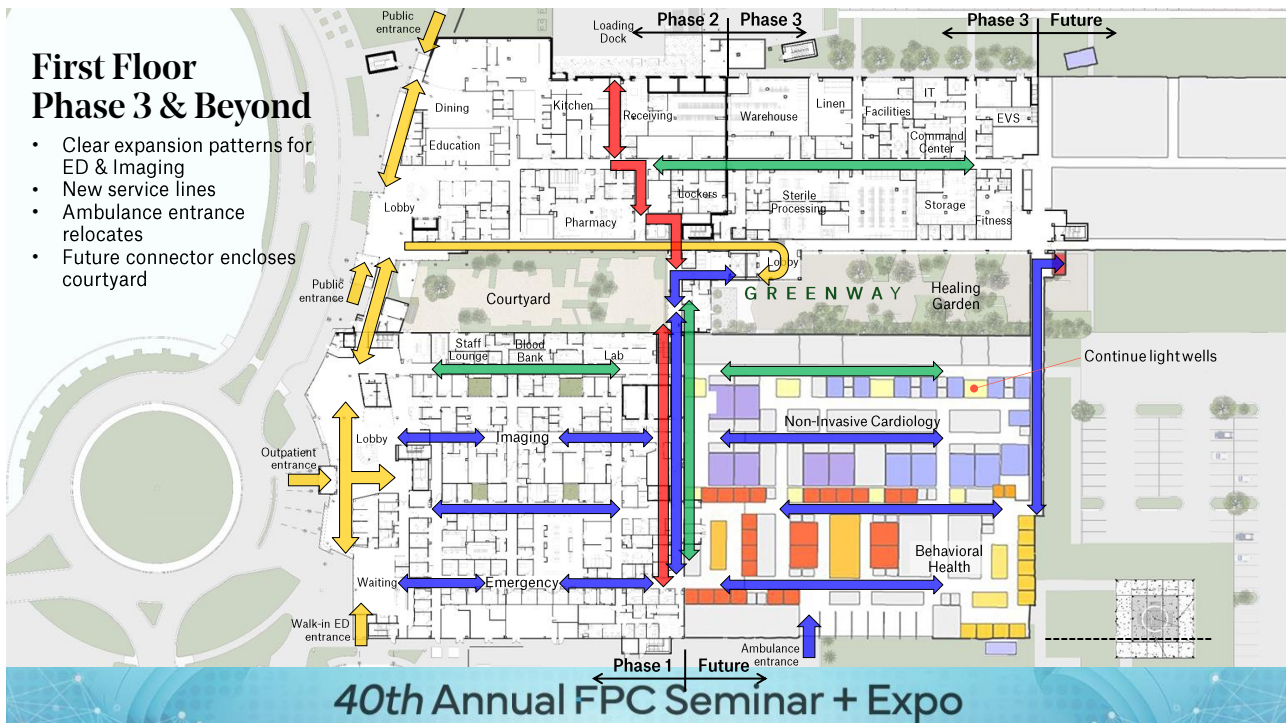 Public
entrance
Loading
Dock
Phase 2
Phase 3
Phase 3
Future
First Floor
Phase 3 & Beyond
• Clear expansion patterns for
ED & Imaging
• New service lines
• Ambulance entrance
relocates
• Future connector encloses
courtyard
Dining
Education
Lobby
Kitchen
Receiving
Warehouse
Linen
Facilities
IT
EVS
Command
Center
Pharmacy
Lockers
Sterile
Processing
Storage
Fitness
Lobby
Public
entrance
Courtyard
GREENWAY
Healing
Garden
Staff
Lounge
Blood
Bank
Lab
Continue light wells
Lobby
Imaging
Non-Invasive Cardiology
Outpatient
entrance
Behavioral
Health
Waiting
Emergency
Walk-in ED
entrance
Ambulance
entrance
Phase 1
Future
40th Annual FPC Seminar + Expo